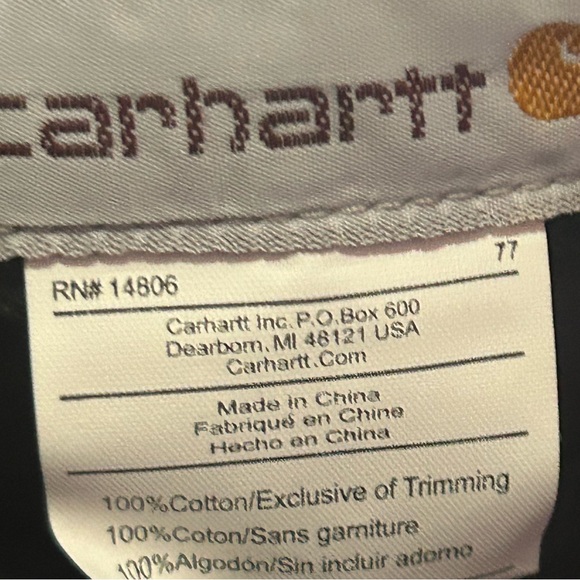 carhartt
77
RN# 14806
Carhartt Inc. P.O.Box 600
Dearborn, MI 48121 USA
Carhartt.Com
Made in China
Fabriqué en Chine
Hecho en China
100%Cotton/Exclusive of Trimming
100%Coton/Sans garniture
100%Algodón/Sin incluir adorno